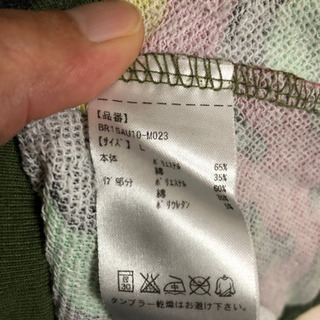 【品番】
BR15AU10-M023
【サイズ】 L
本体 ポリエステル 65%
綿 35%
ﾘﾌﾞ部分 ポリエステル 60%
綿
ポリウレタン
タンブラー乾燥はお避け下さい。